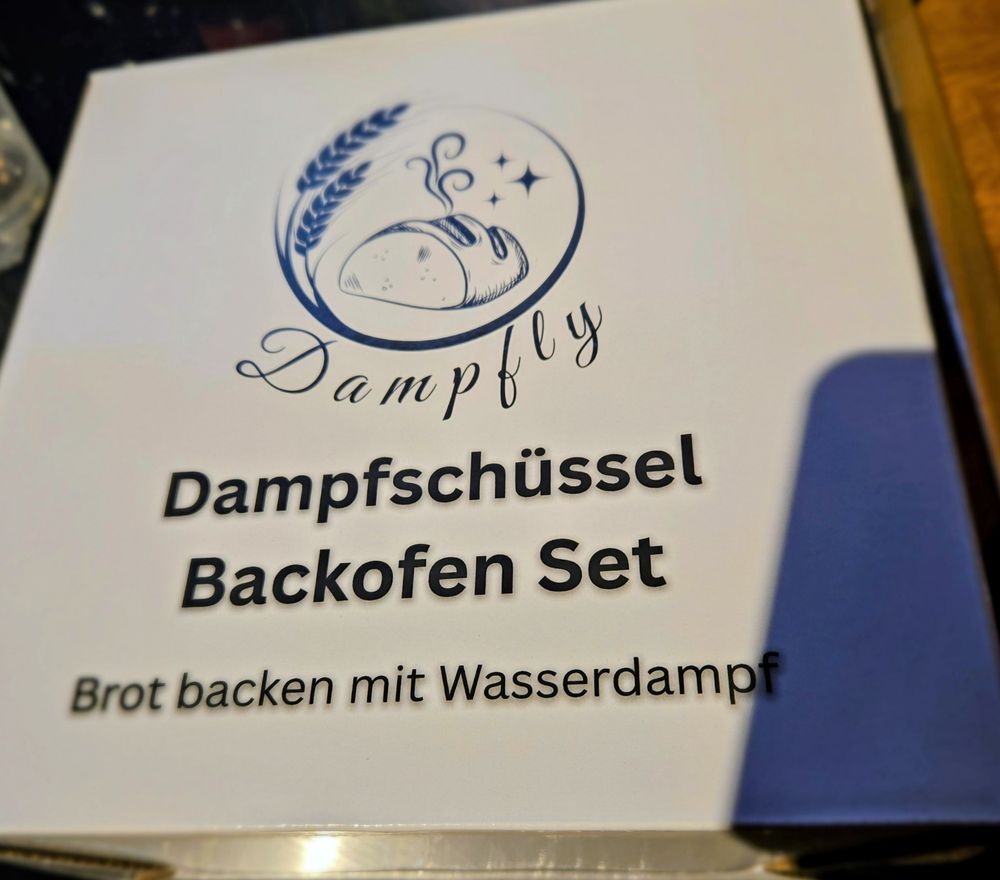 Dampfly
Dampfschüssel
Backofen Set
Brot backen mit Wasserdampf